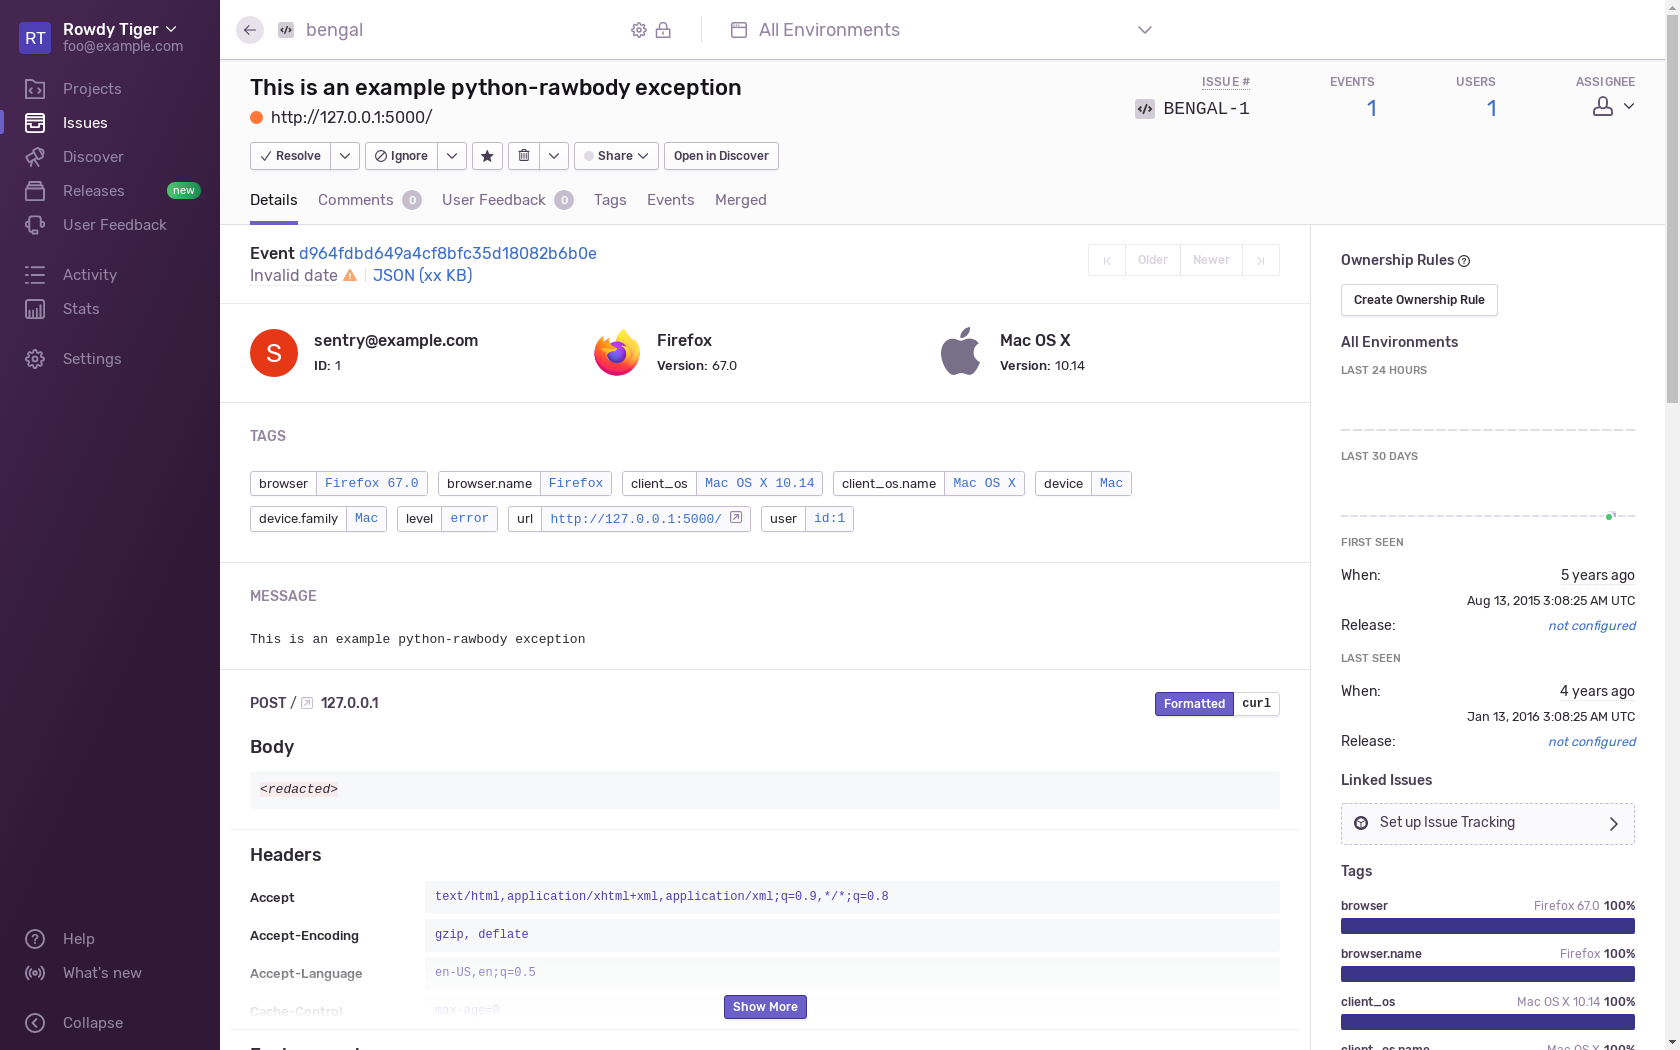 RT
Rowdy Tiger
foo@example.com
Projects
Issues
Discover
Releases new
User Feedback
Activity
Stats
Settings
Help
What's new
Collapse
bengal
All Environments
This is an example python-rawbody exception
http://127.0.0.1:5000/
ISSUE # EVENTS USERS ASSIGNEE
BENGAL-1 1 1
Resolve Ignore Share Open in Discover
Details Comments 0 User Feedback 0 Tags Events Merged
Event d964fdbd649a4cf8bfc35d18082b6b0e
Invalid date JSON (xx KB)
Older Newer
S
sentry@example.com
ID: 1
Firefox
Version: 67.0
Mac OS X
Version: 10.14
TAGS
browser Firefox 67.0 browser.name Firefox client_os Mac OS X 10.14 client_os.name Mac OS X device Mac
device.family Mac level error url http://127.0.0.1:5000/ user id:1
MESSAGE
This is an example python-rawbody exception
POST / 127.0.0.1
Formatted curl
Body
<redacted>
Headers
Accept text/html,application/xhtml+xml,application/xml;q=0.9,*/*;q=0.8
Accept-Encoding gzip, deflate
Accept-Language en-US,en;q=0.5
Cache-Control max-age=0
Show More
Ownership Rules
Create Ownership Rule
All Environments
LAST 24 HOURS
LAST 30 DAYS
FIRST SEEN
When: 5 years ago
Aug 13, 2015 3:08:25 AM UTC
Release: not configured
LAST SEEN
When: 4 years ago
Jan 13, 2016 3:08:25 AM UTC
Release: not configured
Linked Issues
Set up Issue Tracking
Tags
browser Firefox 67.0 100%
browser.name Firefox 100%
client_os Mac OS X 10.14 100%
client_os.name Mac OS X 100%